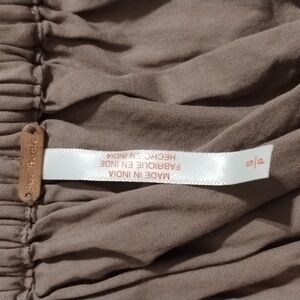 MADE IN INDIA
FABRIQUE EN INDE
HECHO EN INDIA
S/P